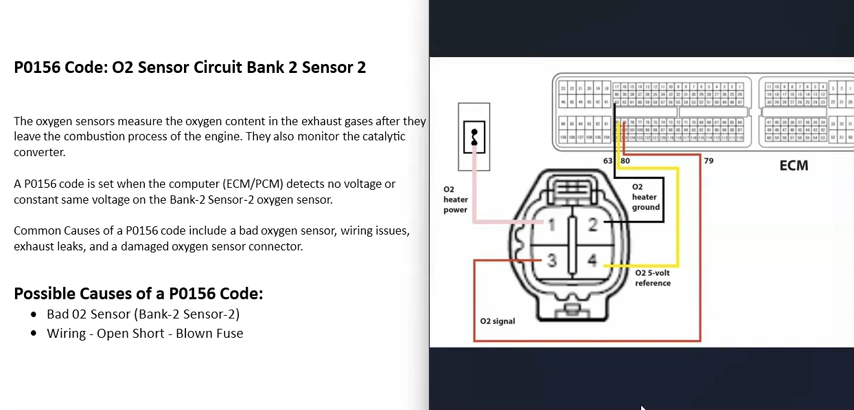 P0156 Code: O2 Sensor Circuit Bank 2 Sensor 2
The oxygen sensors measure the oxygen content in the exhaust gases after they
leave the combustion process of the engine. They also monitor the catalytic
converter.
A P0156 code is set when the computer (ECM/PCM) detects no voltage or
constant same voltage on the Bank-2 Sensor-2 oxygen sensor.
Common Causes of a P0156 Code include a bad oxygen sensor, wiring issues,
exhaust leaks, and a damaged oxygen sensor connector.
Possible Causes of a P0156 Code:
• Bad 02 Sensor (Bank-2 Sensor-2)
• Wiring - Open Short - Blown Fuse
63 80 79
ECM
O2
heater
power
O2
heater
ground
1 2
3 4
O2 5-volt
reference
O2 signal